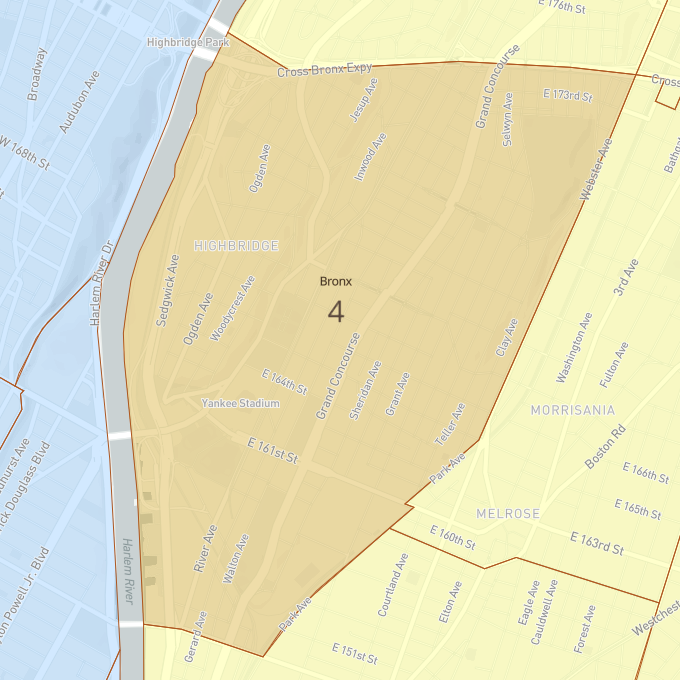 E 176th St
Highbridge Park
Broadway
Grand Concourse
Cross Bronx Expy
Cross
Audubon Ave
Jesup Ave
E 173rd St
Selwyn Ave
W 168th St
Inwood Ave
Ogden Ave
Webster Ave
Bathga
HIGHBRIDGE
Harlem River Dr
Sedgwick Ave
Bronx
4
3rd Ave
Ogden Ave
Woodycrest Ave
Clay Ave
Washington Ave
Fulton Ave
E 164th St
Grand Concourse
Sheridan Ave
Grant Ave
Yankee Stadium
Teller Ave
MORRISANIA
E 161st St
Park Ave
Boston Rd
dhurst Ave
rick Douglass Blvd
E 166th St
E 165th St
MELROSE
River Ave
Walton Ave
E 160th St
E 163rd St
Harlem River
ton Powell Jr. Blvd
Courtland Ave
Elton Ave
Eagle Ave
Cauldwell Ave
Forest Ave
Westchest
Gerard Ave
Park Ave
E 151st St